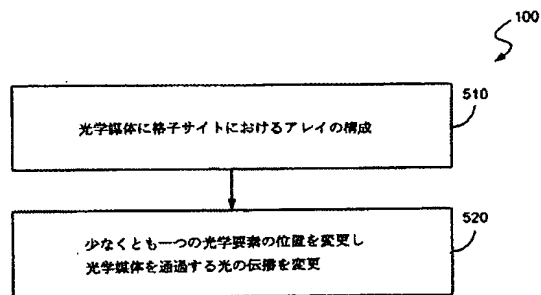 100
510
光学媒体に格子サイトにおけるアレイの構成
520
少なくとも一つの光学要素の位置を変更し
光学媒体を通過する光の伝播を変更